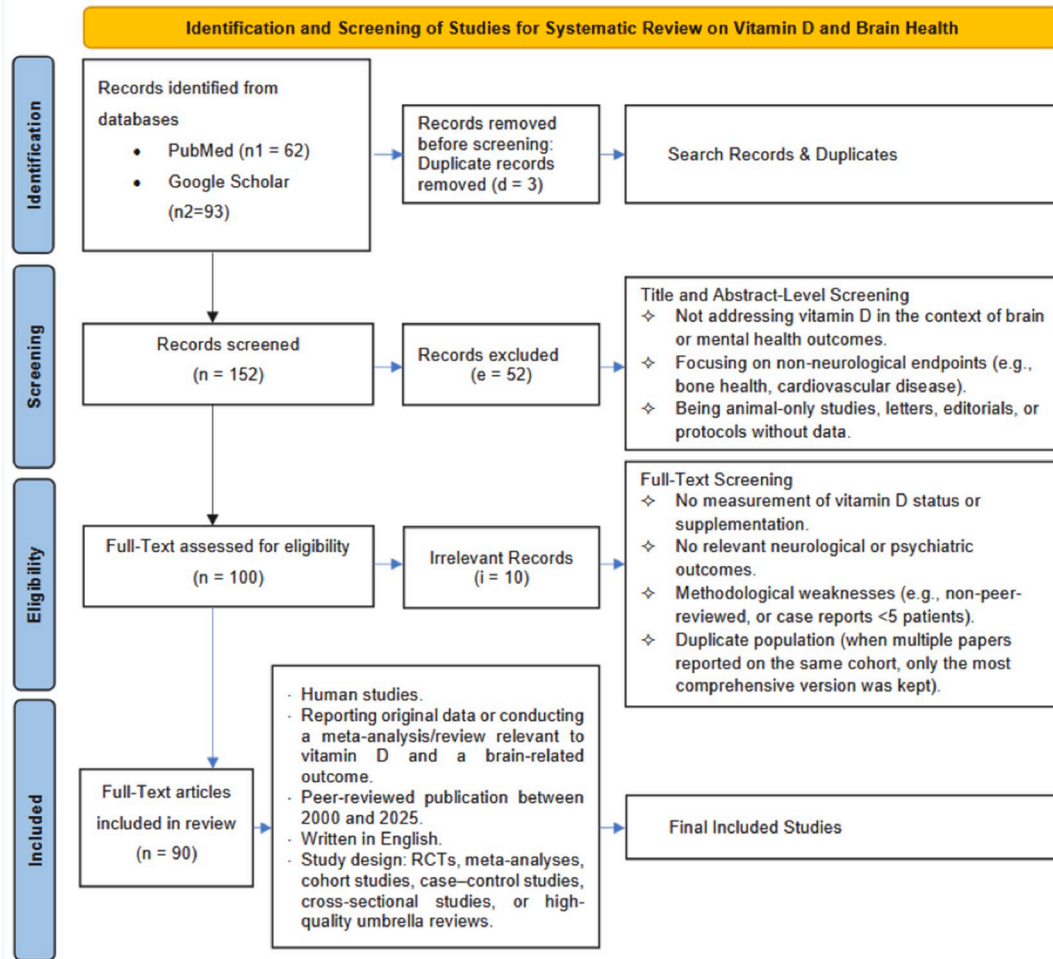 Identification and Screening of Studies for Systematic Review on Vitamin D and Brain Health
Identification
Records identified from
databases
• PubMed (n1 = 62)
• Google Scholar
(n2=93)
Records removed
before screening:
Duplicate records
removed (d = 3)
Search Records & Duplicates
Screening
Records screened
(n = 152)
Records excluded
(e = 52)
Title and Abstract-Level Screening
✧ Not addressing vitamin D in the context of brain
or mental health outcomes.
✧ Focusing on non-neurological endpoints (e.g.,
bone health, cardiovascular disease).
✧ Being animal-only studies, letters, editorials, or
protocols without data.
Eligibility
Full-Text assessed for eligibility
(n = 100)
Irrelevant Records
(i = 10)
Full-Text Screening
✧ No measurement of vitamin D status or
supplementation.
✧ No relevant neurological or psychiatric
outcomes.
✧ Methodological weaknesses (e.g., non-peer-
reviewed, or case reports <5 patients).
✧ Duplicate population (when multiple papers
reported on the same cohort, only the most
comprehensive version was kept).
Included
Full-Text articles
included in review
(n = 90)
· Human studies.
· Reporting original data or conducting
a meta-analysis/review relevant to
vitamin D and a brain-related
outcome.
· Peer-reviewed publication between
2000 and 2025.
· Written in English.
· Study design: RCTs, meta-analyses,
cohort studies, case–control studies,
cross-sectional studies, or high-
quality umbrella reviews.
Final Included Studies